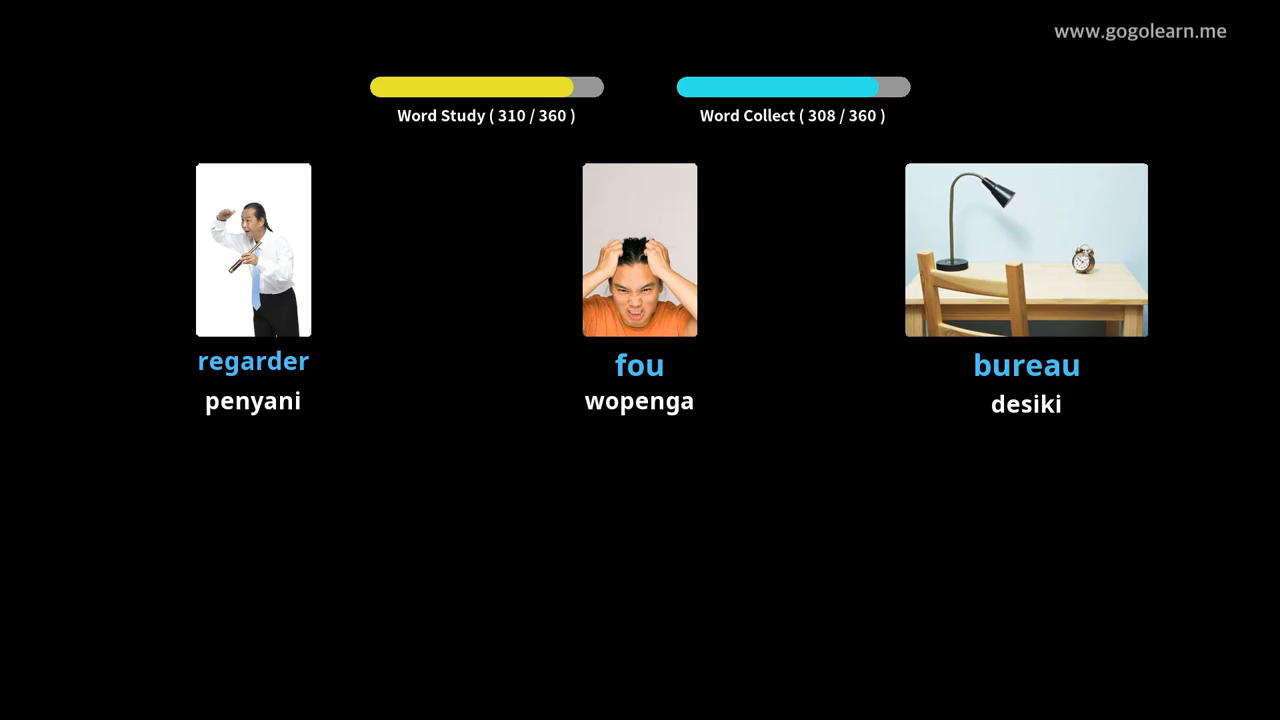 www.gogolearn.me
Word Study ( 310 / 360 )
Word Collect ( 308 / 360 )
regarder
penyani
fou
wopenga
bureau
desiki